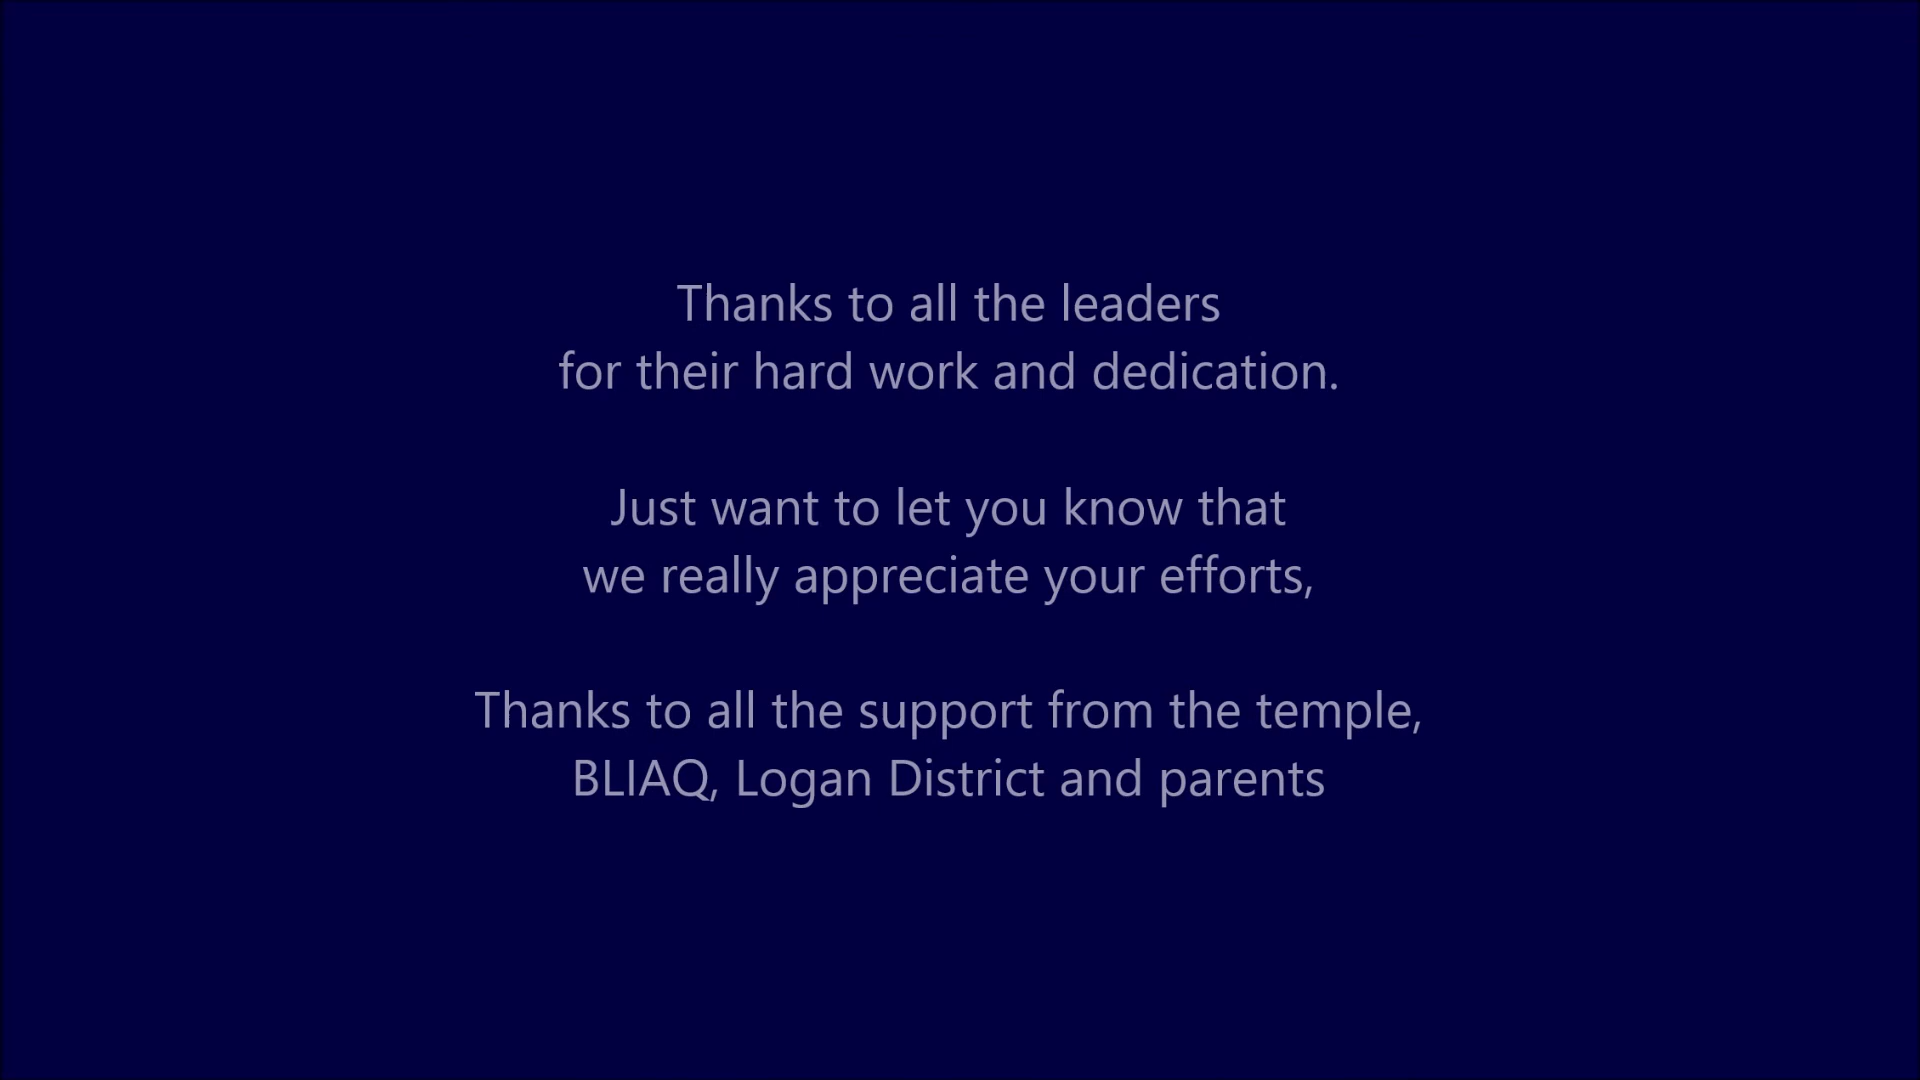 Thanks to all the leaders
for their hard work and dedication.
Just want to let you know that
we really appreciate your efforts,
Thanks to all the support from the temple,
BLIAQ, Logan District and parents